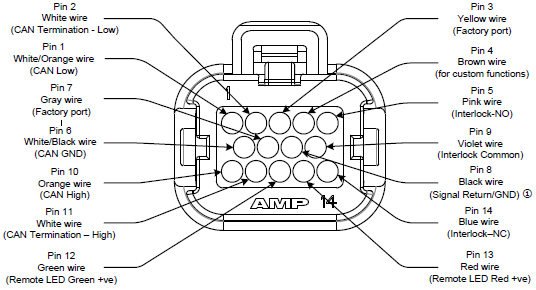 Pin 2
White wire
(CAN Termination - Low)
Pin 1
White/Orange wire
(CAN Low)
Pin 7
Gray wire
(Factory port)
Pin 6
White/Black wire
(CAN GND)
Pin 10
Orange wire
(CAN High)
Pin 11
White wire
(CAN Termination – High)
Pin 12
Green wire
(Remote LED Green +ve)
1
AMP
14
Pin 3
Yellow wire
(Factory port)
Pin 4
Brown wire
(for custom functions)
Pin 5
Pink wire
(Interlock-NO)
Pin 9
Violet wire
(Interlock Common)
Pin 8
Black wire
(Signal Return/GND) ①
Pin 14
Blue wire
(Interlock–NC)
Pin 13
Red wire
(Remote LED Red +ve)